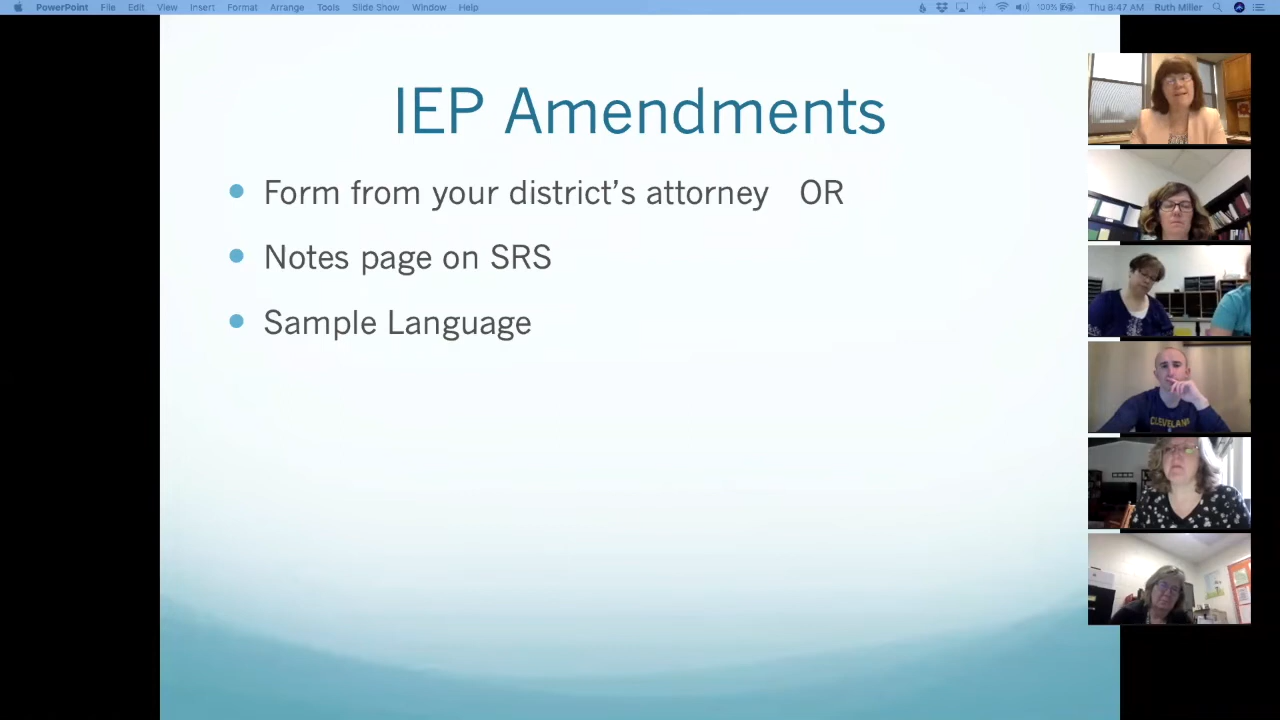 PowerPoint File Edit View Insert Format Arrange Tools Slide Show Window Help 100% Thu 8:47 AM Ruth Miller
IEP Amendments
Form from your district’s attorney OR
Notes page on SRS
Sample Language
CLEVELAND